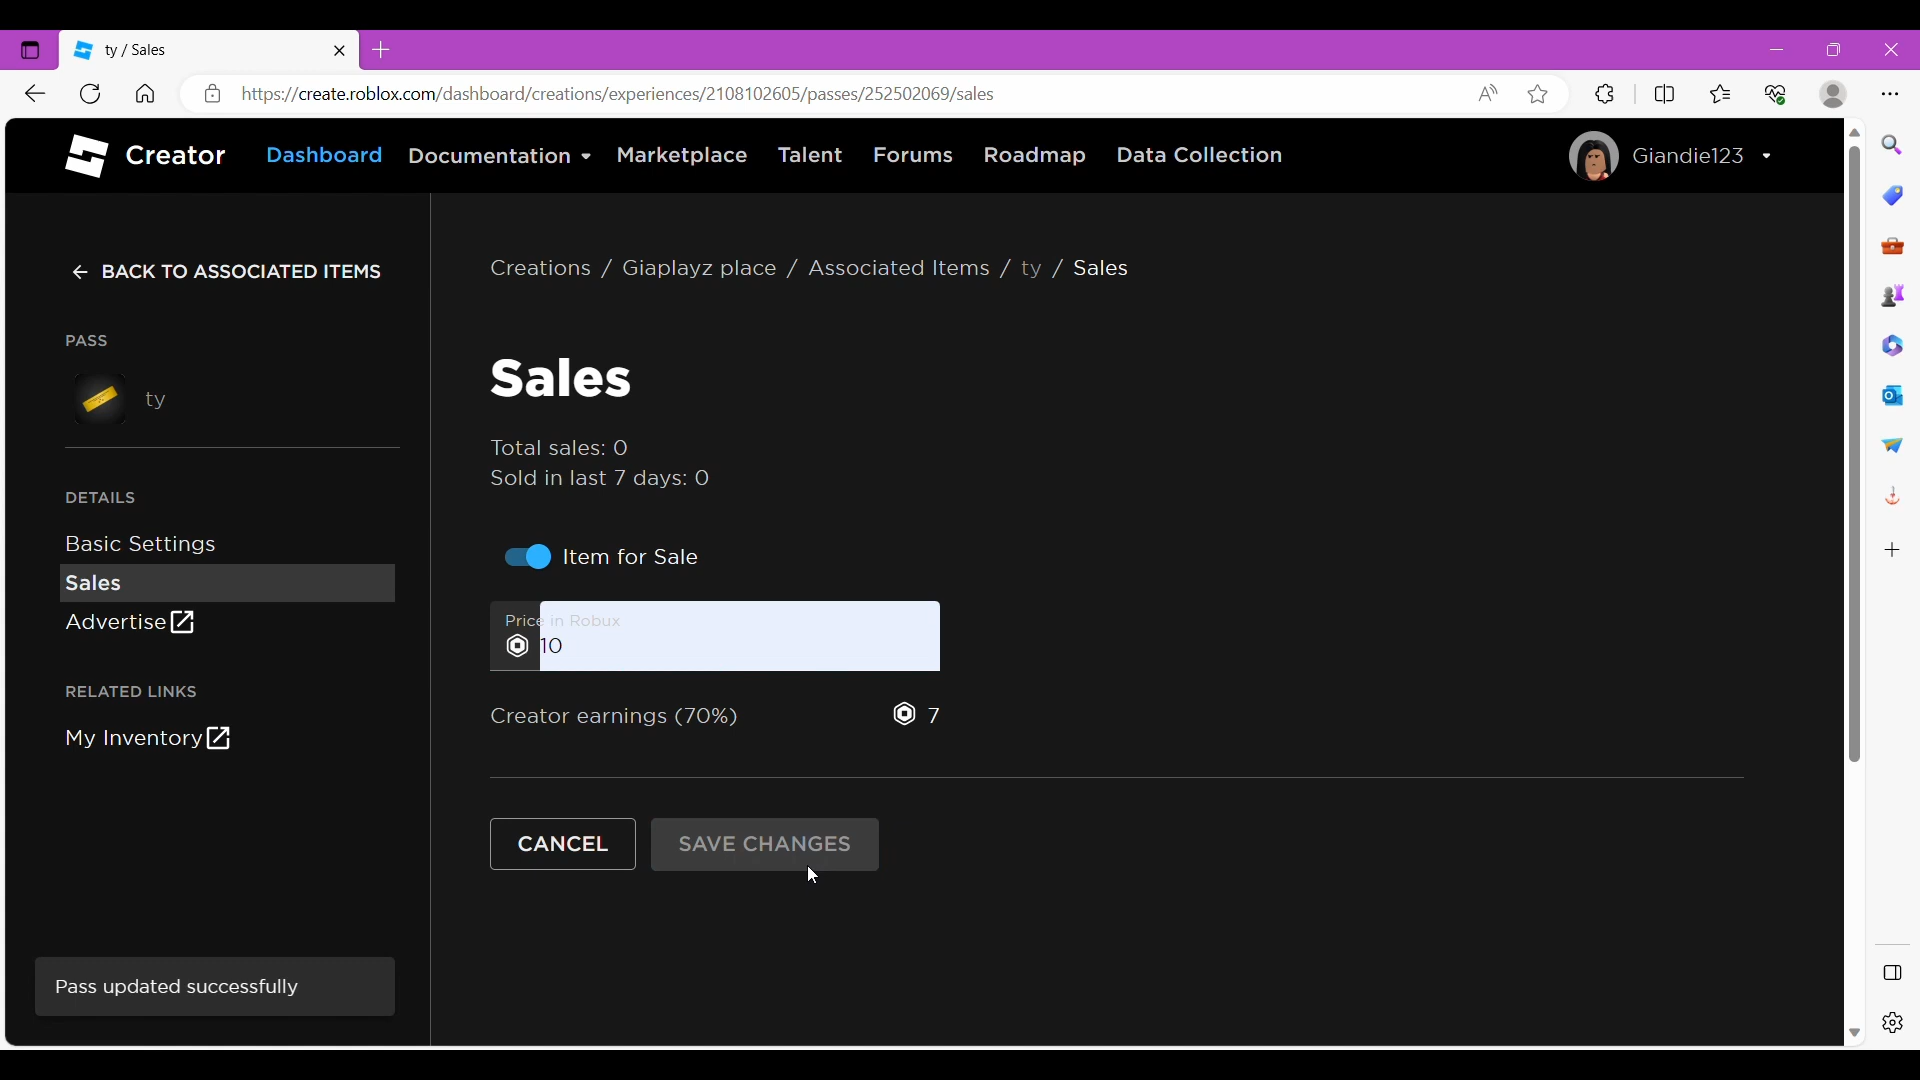 ty / Sales
https://create.roblox.com/dashboard/creations/experiences/2108102605/passes/252502069/sales
Creator Dashboard Documentation Marketplace Talent Forums Roadmap Data Collection Giandie123
BACK TO ASSOCIATED ITEMS
PASS
ty
DETAILS
Basic Settings
Sales
Advertise
RELATED LINKS
My Inventory
Pass updated successfully
Creations / Giaplayz place / Associated Items / ty / Sales
Sales
Total sales: 0
Sold in last 7 days: 0
Item for Sale
Price in Robux
10
Creator earnings (70%) 7
CANCEL SAVE CHANGES